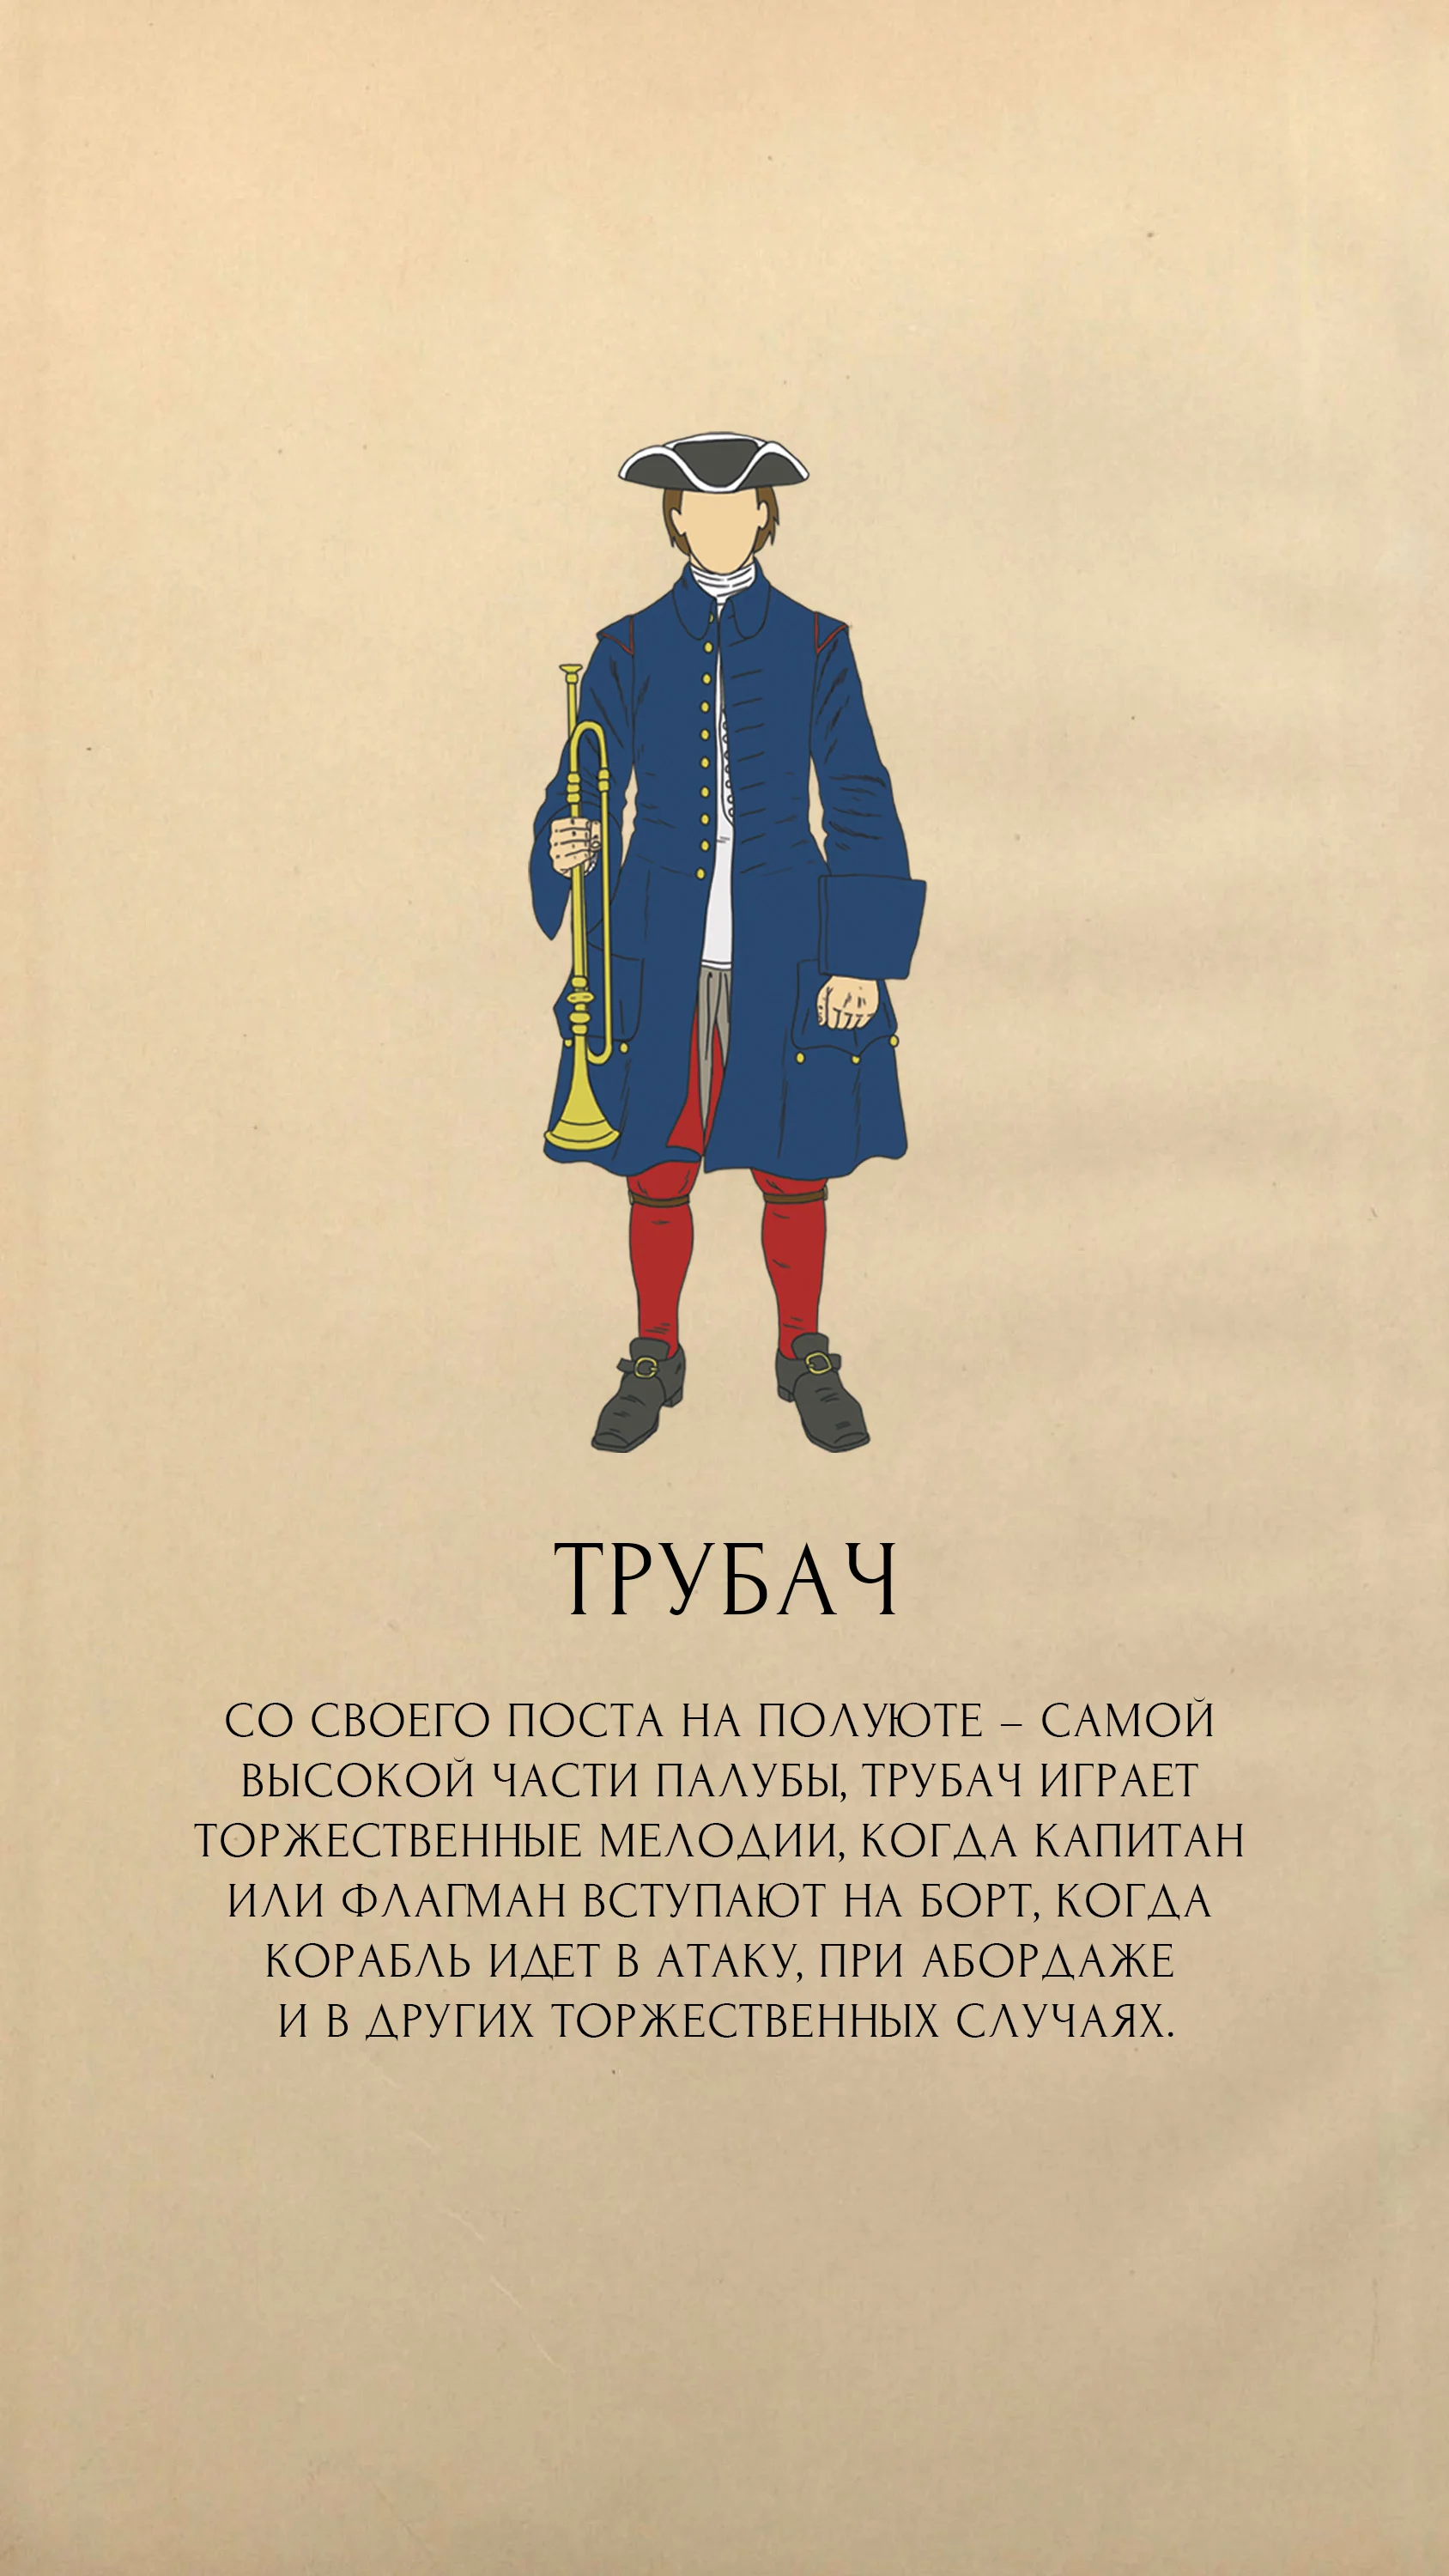 ТРУБАЧ
СО СВОЕГО ПОСТА НА ПОЛУЮТЕ – САМОЙ
ВЫСОКОЙ ЧАСТИ ПАЛУБЫ, ТРУБАЧ ИГРАЕТ
ТОРЖЕСТВЕННЫЕ МЕЛОДИИ, КОГДА КАПИТАН
ИЛИ ФЛАГМАН ВСТУПАЮТ НА БОРТ, КОГДА
КОРАБЛЬ ИДЕТ В АТАКУ, ПРИ АБОРДАЖЕ
И В ДРУГИХ ТОРЖЕСТВЕННЫХ СЛУЧАЯХ.